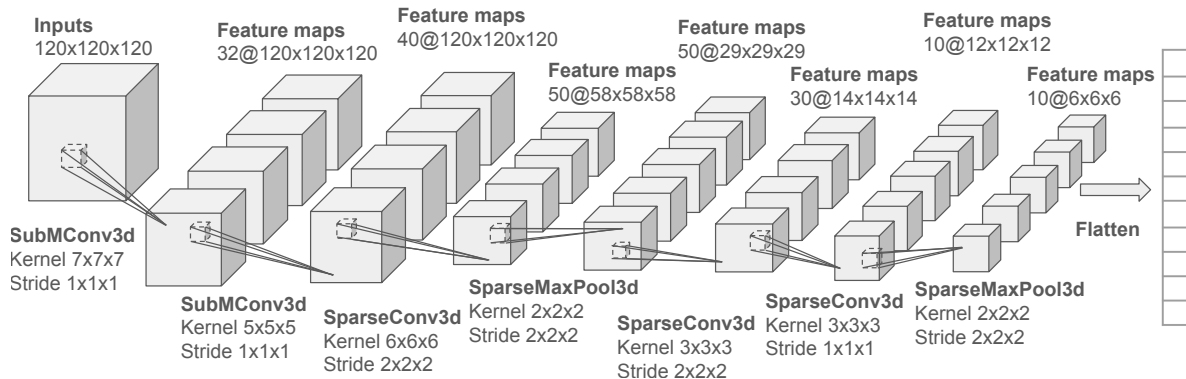 Inputs
120x120x120
Feature maps
32@120x120x120
Feature maps
40@120x120x120
Feature maps
50@58x58x58
Feature maps
50@29x29x29
Feature maps
30@14x14x14
Feature maps
10@12x12x12
Feature maps
10@6x6x6
Flatten
SubMConv3d
Kernel 7x7x7
Stride 1x1x1
SubMConv3d
Kernel 5x5x5
Stride 1x1x1
SparseConv3d
Kernel 6x6x6
Stride 2x2x2
SparseMaxPool3d
Kernel 2x2x2
Stride 2x2x2
SparseConv3d
Kernel 3x3x3
Stride 2x2x2
SparseConv3d
Kernel 3x3x3
Stride 1x1x1
SparseMaxPool3d
Kernel 2x2x2
Stride 2x2x2